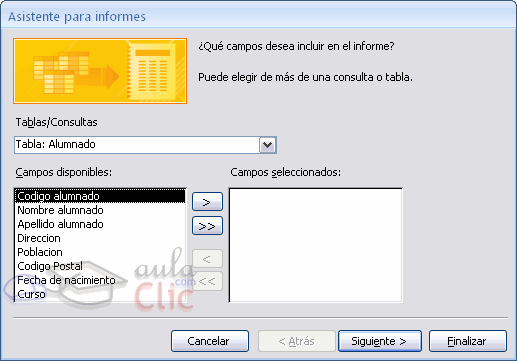 Asistente para informes
¿Qué campos desea incluir en el informe?
Puede elegir de más de una consulta o tabla.
Tablas/Consultas
Tabla: Alumnado
Campos disponibles:
Campos seleccionados:
Codigo alumnado
Nombre alumnado
Apellido alumnado
Direccion
Poblacion
Codigo Postal
Fecha de nacimiento
Curso
>
>>
<
<<
aula
Clic
.com
Cancelar
< Atrás
Siguiente >
Finalizar